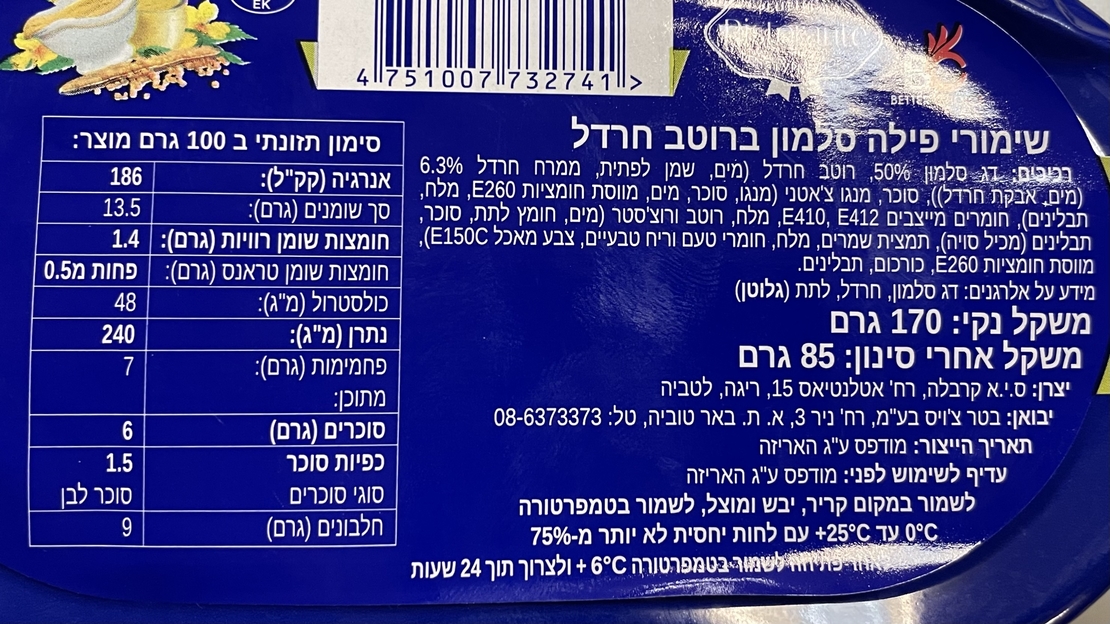 EK
4 751007 732741 >
Ristorante
BETTER
שימורי פילה סלמון ברוטב חרדל
רכיבים: דג סלמון 50%, רוטב חרדל (מים, שמן לפתית, ממרח חרדל 6.3%
(מים, אבקת חרדל)), סוכר, מנגו צ'אטני (מנגו, סוכר, מים, מווסת חומציות E260, מלח,
תבלינים), חומרים מייצבים E410, E412, מלח, רוטב ורוצ'סטר (מים, חומץ לתת, סוכר,
תבלינים (מכיל סויה), תמצית שמרים, מלח, חומרי טעם וריח טבעיים, צבע מאכל E150C),
מווסת חומציות E260, כורכום, תבלינים.
מידע על אלרגנים: דג סלמון, חרדל, לתת (גלוטן)
משקל נקי: 170 גרם
משקל אחרי סינון: 85 גרם
יצרן: ס.י.א קרבלה, רח' אטלנטיאס 15, ריגה, לטביה
יבואן: בטר צ'ויס בע"מ, רח' ניר 3, א. ת. באר טוביה, טל: 08-6373373
תאריך הייצור: מודפס ע"ג האריזה
עדיף לשימוש לפני: מודפס ע"ג האריזה
לשמור במקום קריר, יבש ומוצל, לשמור בטמפרטורה
0°C עד 25°C+ עם לחות יחסית לא יותר מ-75%
לאחר פתיחה לשמור בטמפרטורה 6°C + ולצרוך תוך 24 שעות
סימון תזונתי ב 100 גרם מוצר:
אנרגיה (קק"ל): 186
סך שומנים (גרם): 13.5
חומצות שומן רוויות (גרם): 1.4
חומצות שומן טראנס (גרם): פחות מ0.5
כולסטרול (מ"ג): 48
נתרן (מ"ג): 240
פחמימות (גרם): 7
מתוכן:
סוכרים (גרם) 6
כפיות סוכר 1.5
סוגי סוכרים סוכר לבן
חלבונים (גרם) 9